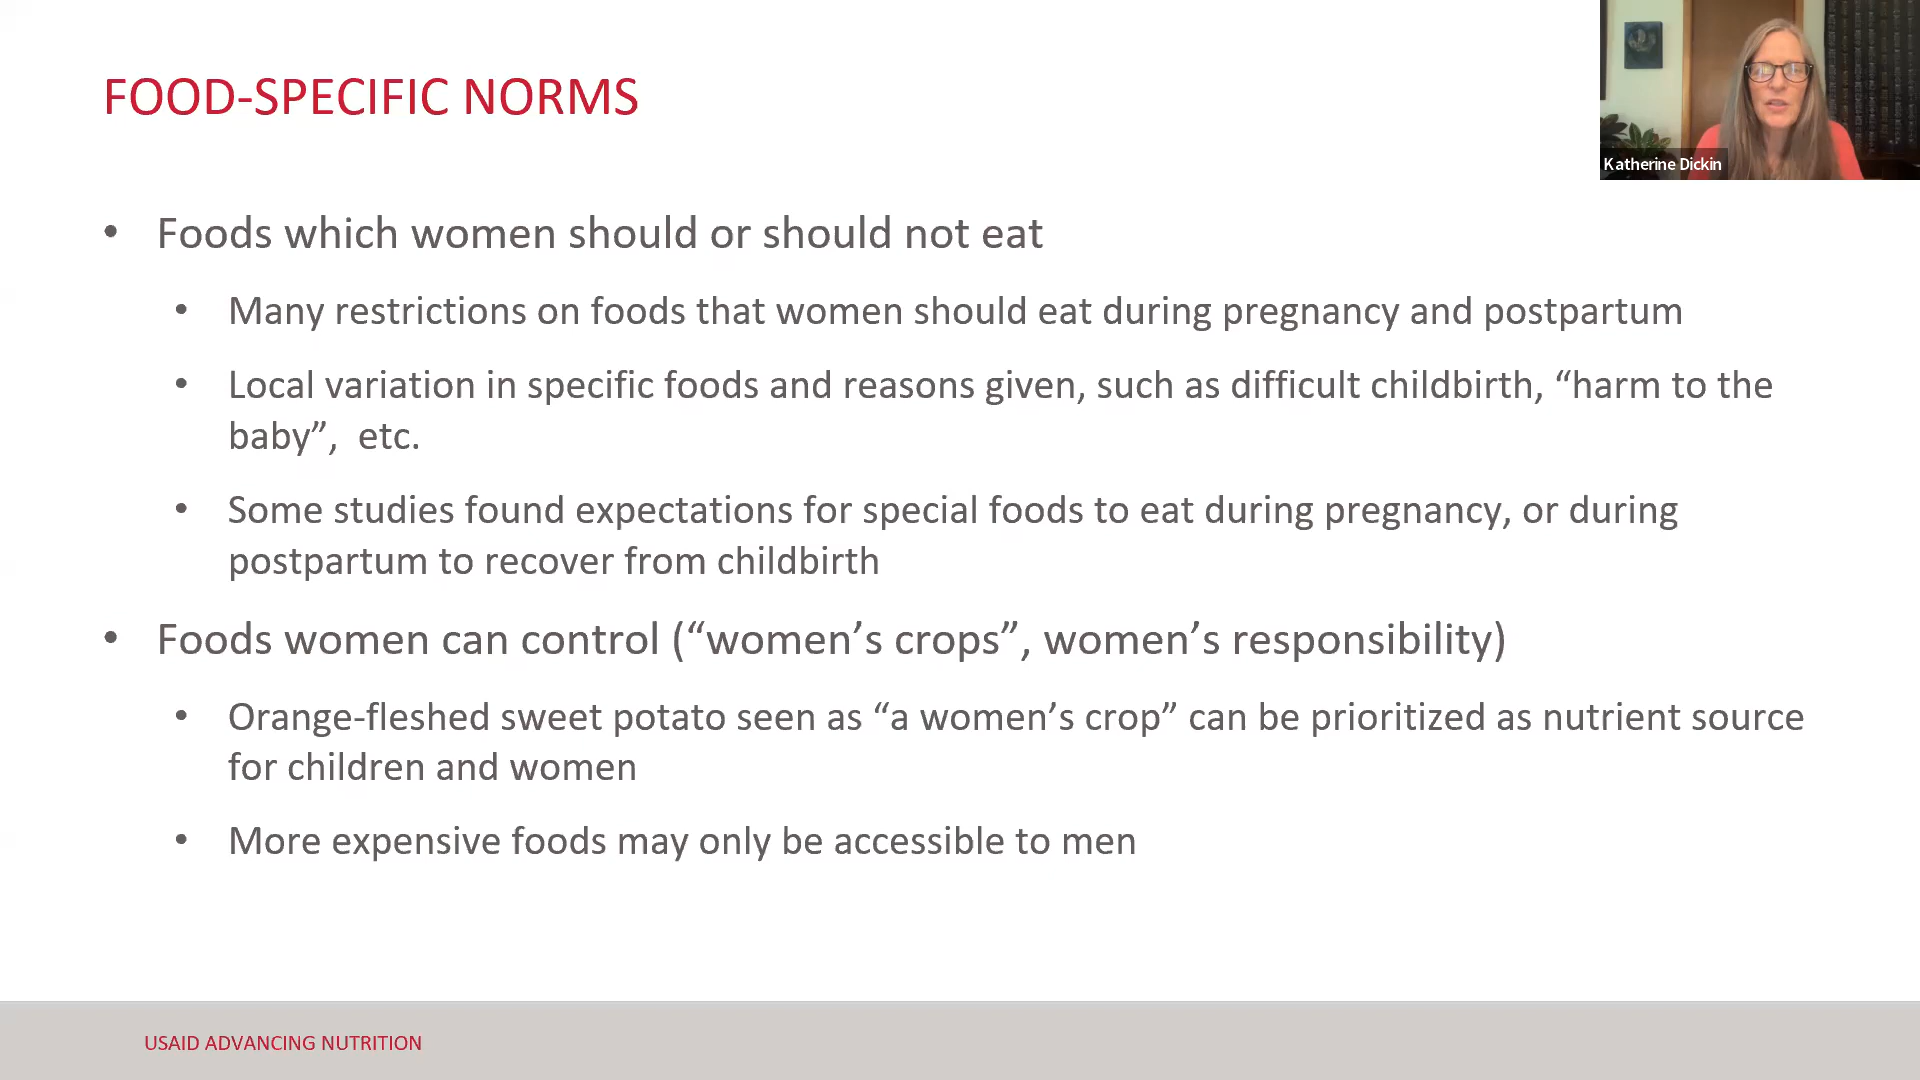 FOOD-SPECIFIC NORMS
Katherine Dickin
• Foods which women should or should not eat
• Many restrictions on foods that women should eat during pregnancy and postpartum
• Local variation in specific foods and reasons given, such as difficult childbirth, “harm to the
baby”,  etc.
• Some studies found expectations for special foods to eat during pregnancy, or during
postpartum to recover from childbirth
• Foods women can control (“women’s crops”, women’s responsibility)
• Orange-fleshed sweet potato seen as “a women’s crop” can be prioritized as nutrient source
for children and women
• More expensive foods may only be accessible to men
USAID ADVANCING NUTRITION